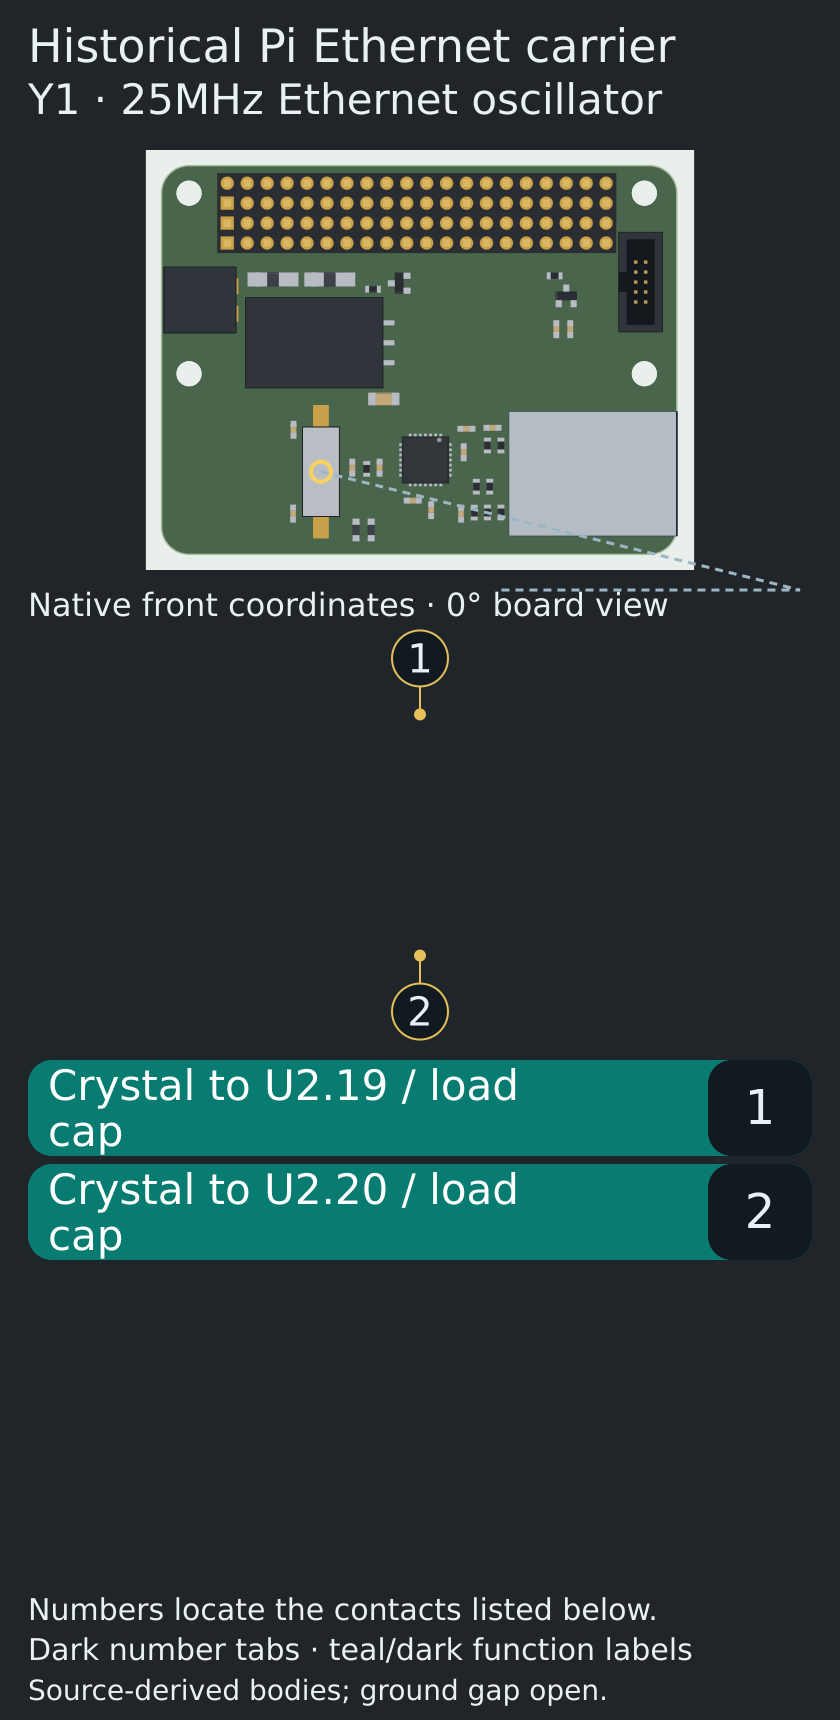 Historical Pi Ethernet carrier
Y1 · 25MHz Ethernet oscillator
Native front coordinates · 0° board view
1
2
Crystal to U2.19 / load
cap
1
Crystal to U2.20 / load
cap
2
Numbers locate the contacts listed below.
Dark number tabs · teal/dark function labels
Source-derived bodies; ground gap open.